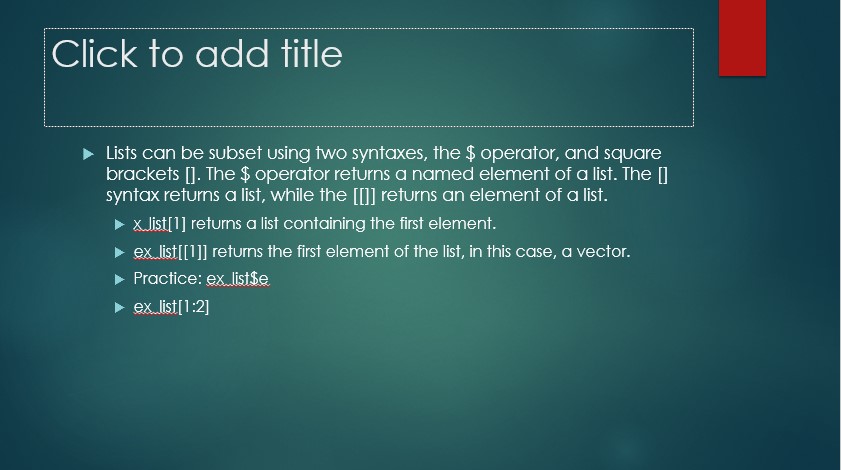 Click to add title
Lists can be subset using two syntaxes, the $ operator, and square
brackets []. The $ operator returns a named element of a list. The []
syntax returns a list, while the [[]] returns an element of a list.
x_list[1] returns a list containing the first element.
ex_list[[1]] returns the first element of the list, in this case, a vector.
Practice: ex_list$e
ex_list[1:2]